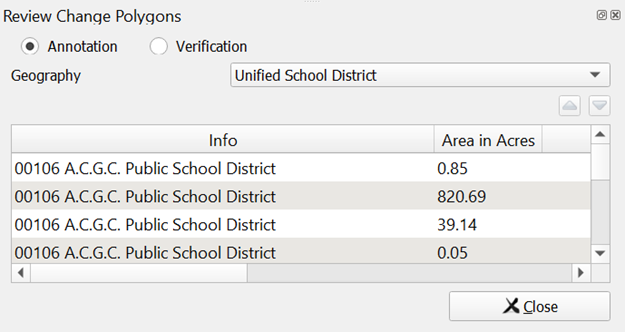 Review Change Polygons
Annotation Verification
Geography Unified School District
Info Area in Acres
00106 A.C.G.C. Public School District 0.85
00106 A.C.G.C. Public School District 820.69
00106 A.C.G.C. Public School District 39.14
00106 A.C.G.C. Public School District 0.05
Close